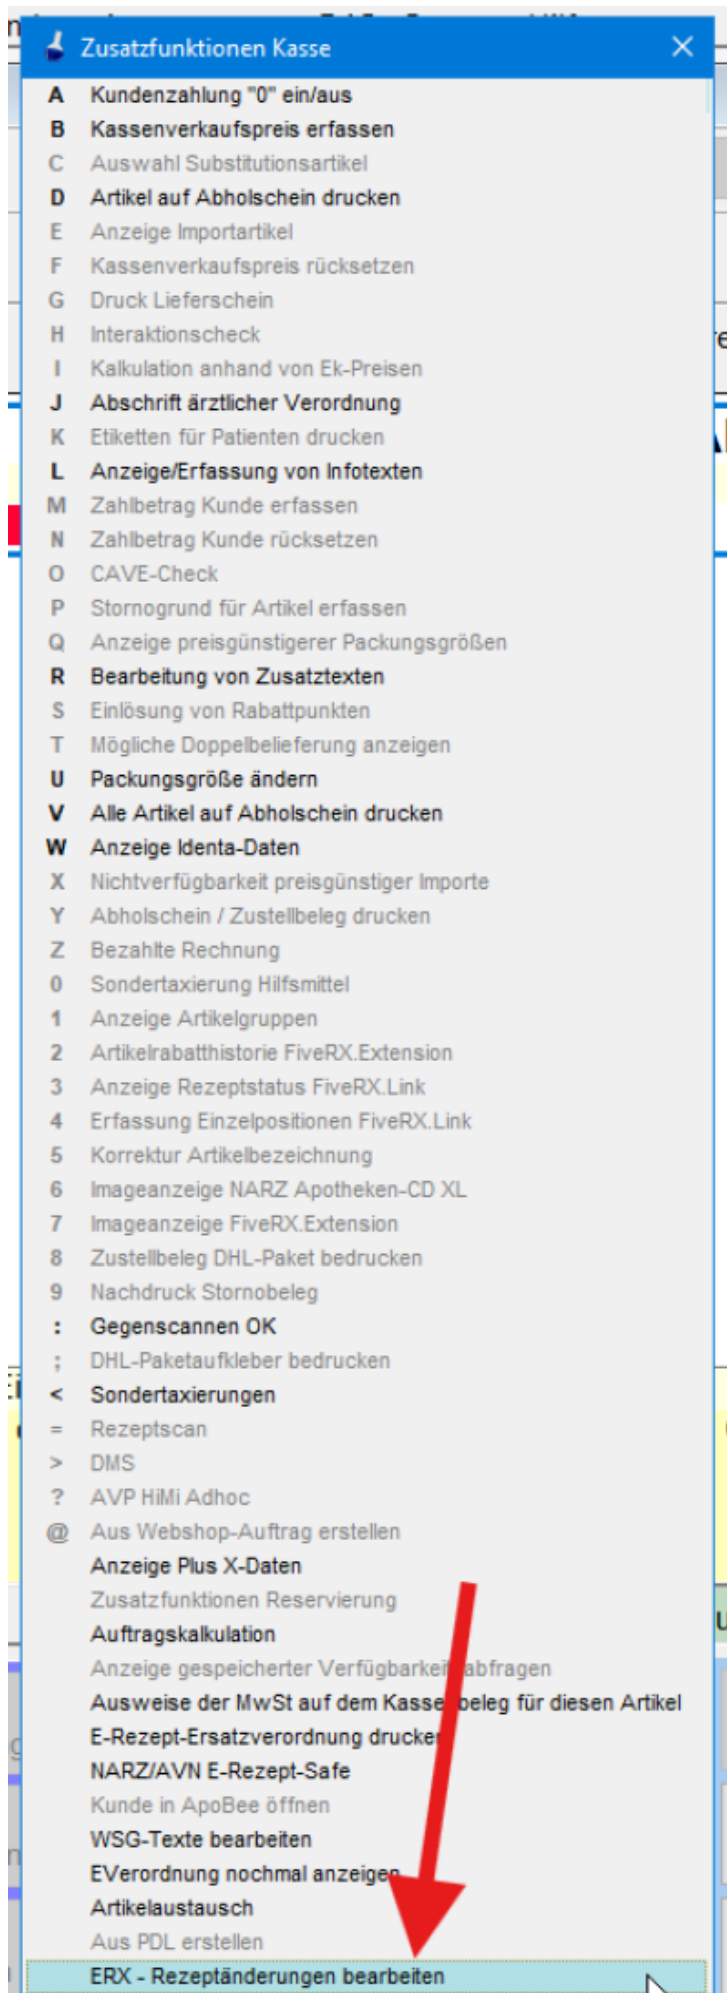 Zusatzfunktionen Kasse
A Kundenzahlung "0" ein/aus
B Kassenverkaufspreis erfassen
C Auswahl Substitutionsartikel
D Artikel auf Abholschein drucken
E Anzeige Importartikel
F Kassenverkaufspreis rücksetzen
G Druck Lieferschein
H Interaktionscheck
I Kalkulation anhand von Ek-Preisen
J Abschrift ärztlicher Verordnung
K Etiketten für Patienten drucken
L Anzeige/Erfassung von Infotexten
M Zahlbetrag Kunde erfassen
N Zahlbetrag Kunde rücksetzen
O CAVE-Check
P Stornogrund für Artikel erfassen
Q Anzeige preisgünstigerer Packungsgrößen
R Bearbeitung von Zusatztexten
S Einlösung von Rabattpunkten
T Mögliche Doppelbelieferung anzeigen
U Packungsgröße ändern
V Alle Artikel auf Abholschein drucken
W Anzeige Identa-Daten
X Nichtverfügbarkeit preisgünstiger Importe
Y Abholschein / Zustellbeleg drucken
Z Bezahlte Rechnung
0 Sondertaxierung Hilfsmittel
1 Anzeige Artikelgruppen
2 Artikelrabatthistorie FiveRX.Extension
3 Anzeige Rezeptstatus FiveRX.Link
4 Erfassung Einzelpositionen FiveRX.Link
5 Korrektur Artikelbezeichnung
6 Imageanzeige NARZ Apotheken-CD XL
7 Imageanzeige FiveRX.Extension
8 Zustellbeleg DHL-Paket bedrucken
9 Nachdruck Stornobeleg
: Gegenscannen OK
; DHL-Paketaufkleber bedrucken
< Sondertaxierungen
= Rezeptscan
> DMS
? AVP HiMi Adhoc
@ Aus Webshop-Auftrag erstellen
Anzeige Plus X-Daten
Zusatzfunktionen Reservierung
Auftragskalkulation
Anzeige gespeicherter Verfügbarkeitsabfragen
Ausweise der MwSt auf dem Kassenbeleg für diesen Artikel
E-Rezept-Ersatzverordnung drucken
NARZ/AVN E-Rezept-Safe
Kunde in ApoBee öffnen
WSG-Texte bearbeiten
EVerordnung nochmal anzeigen
Artikelaustausch
Aus PDL erstellen
ERX - Rezeptänderungen bearbeiten